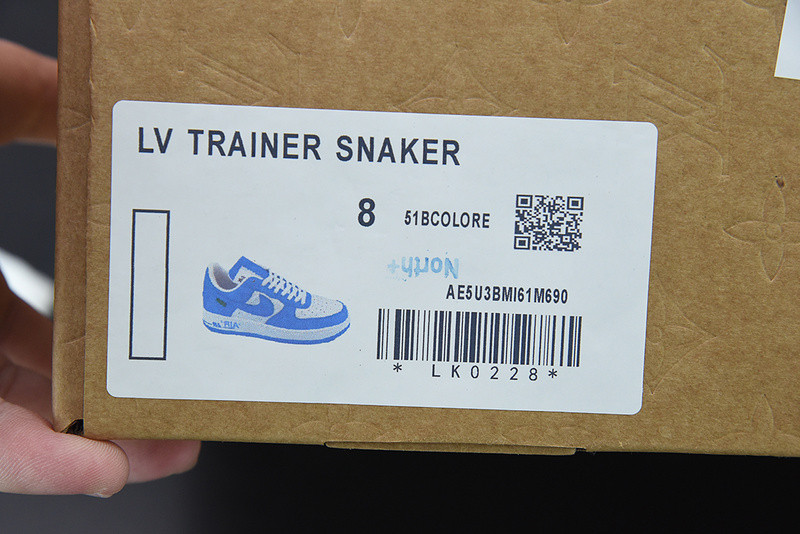 LV TRAINER SNAKER
8 51BCOLORE
North+
AE5U3BMI61M690
* LK0228*